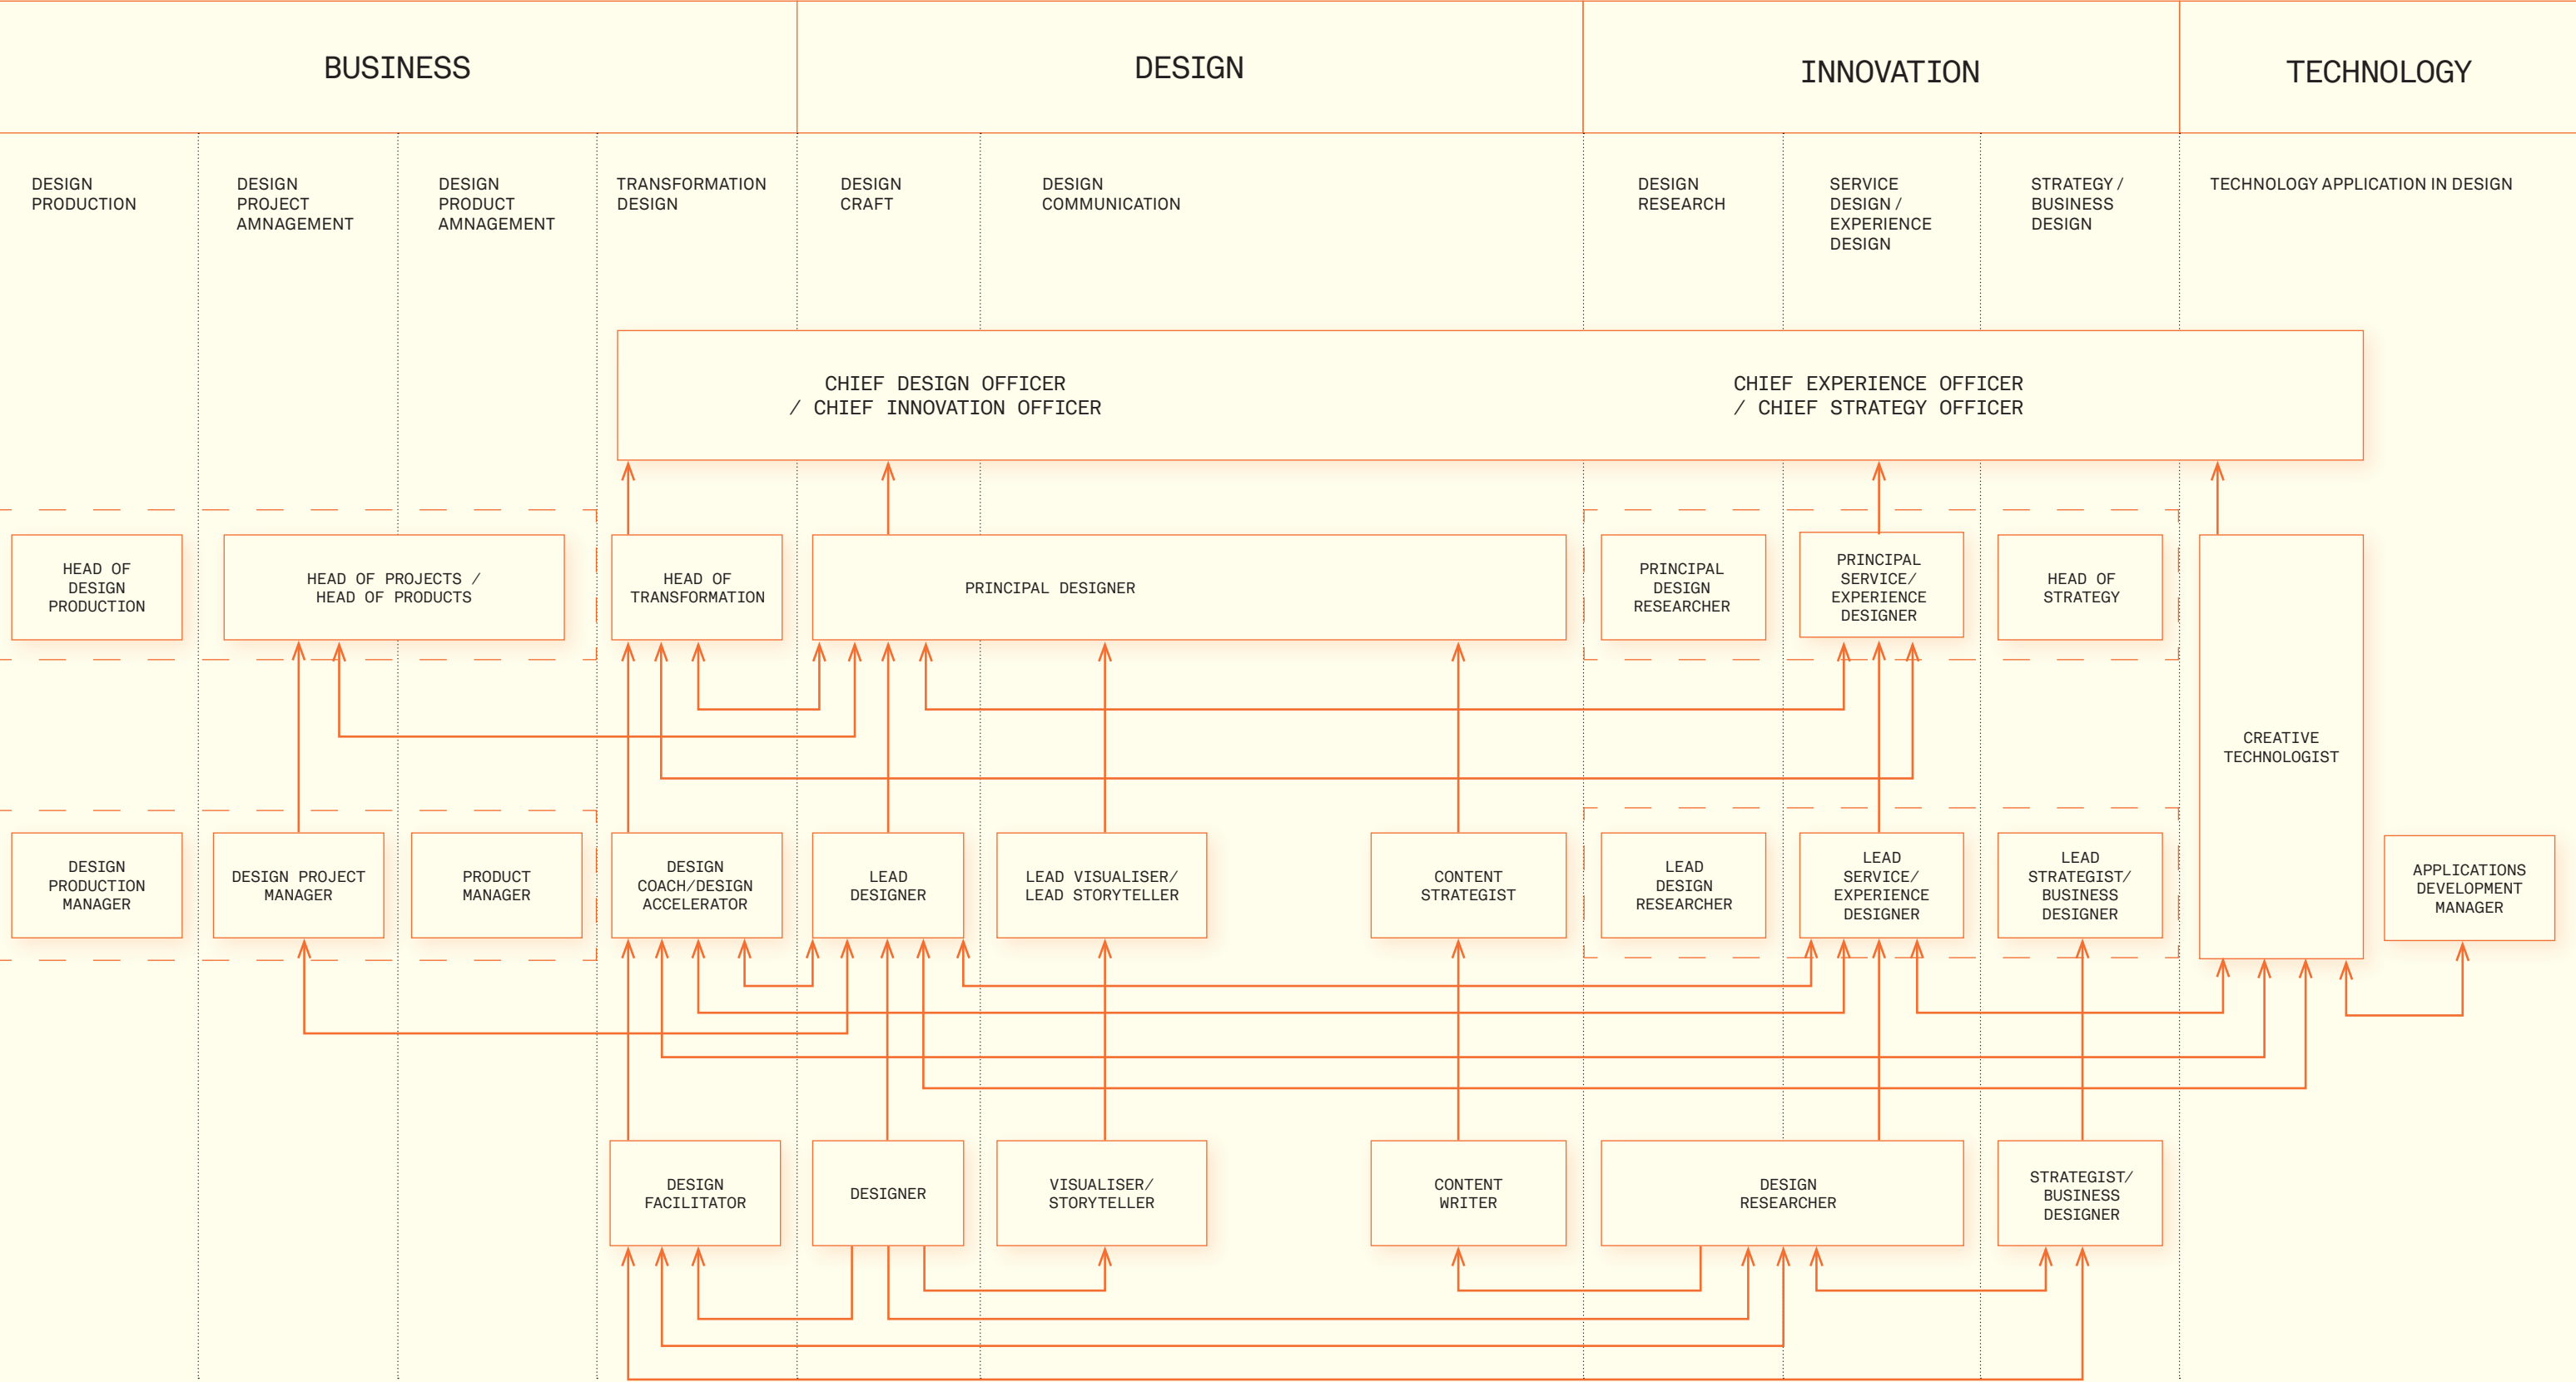 BUSINESS
DESIGN
INNOVATION
TECHNOLOGY
DESIGN
PRODUCTION
DESIGN
PROJECT
AMNAGEMENT
DESIGN
PRODUCT
AMNAGEMENT
TRANSFORMATION
DESIGN
DESIGN
CRAFT
DESIGN
COMMUNICATION
DESIGN
RESEARCH
SERVICE
DESIGN /
EXPERIENCE
DESIGN
STRATEGY /
BUSINESS
DESIGN
TECHNOLOGY APPLICATION IN DESIGN
CHIEF DESIGN OFFICER
/ CHIEF INNOVATION OFFICER
CHIEF EXPERIENCE OFFICER
/ CHIEF STRATEGY OFFICER
HEAD OF
DESIGN
PRODUCTION
HEAD OF PROJECTS /
HEAD OF PRODUCTS
HEAD OF
TRANSFORMATION
PRINCIPAL DESIGNER
PRINCIPAL
DESIGN
RESEARCHER
PRINCIPAL
SERVICE/
EXPERIENCE
DESIGNER
HEAD OF
STRATEGY
CREATIVE
TECHNOLOGIST
DESIGN
PRODUCTION
MANAGER
DESIGN PROJECT
MANAGER
PRODUCT
MANAGER
DESIGN
COACH/DESIGN
ACCELERATOR
LEAD
DESIGNER
LEAD VISUALISER/
LEAD STORYTELLER
CONTENT
STRATEGIST
LEAD
DESIGN
RESEARCHER
LEAD
SERVICE/
EXPERIENCE
DESIGNER
LEAD
STRATEGIST/
BUSINESS
DESIGNER
APPLICATIONS
DEVELOPMENT
MANAGER
DESIGN
FACILITATOR
DESIGNER
VISUALISER/
STORYTELLER
CONTENT
WRITER
DESIGN
RESEARCHER
STRATEGIST/
BUSINESS
DESIGNER